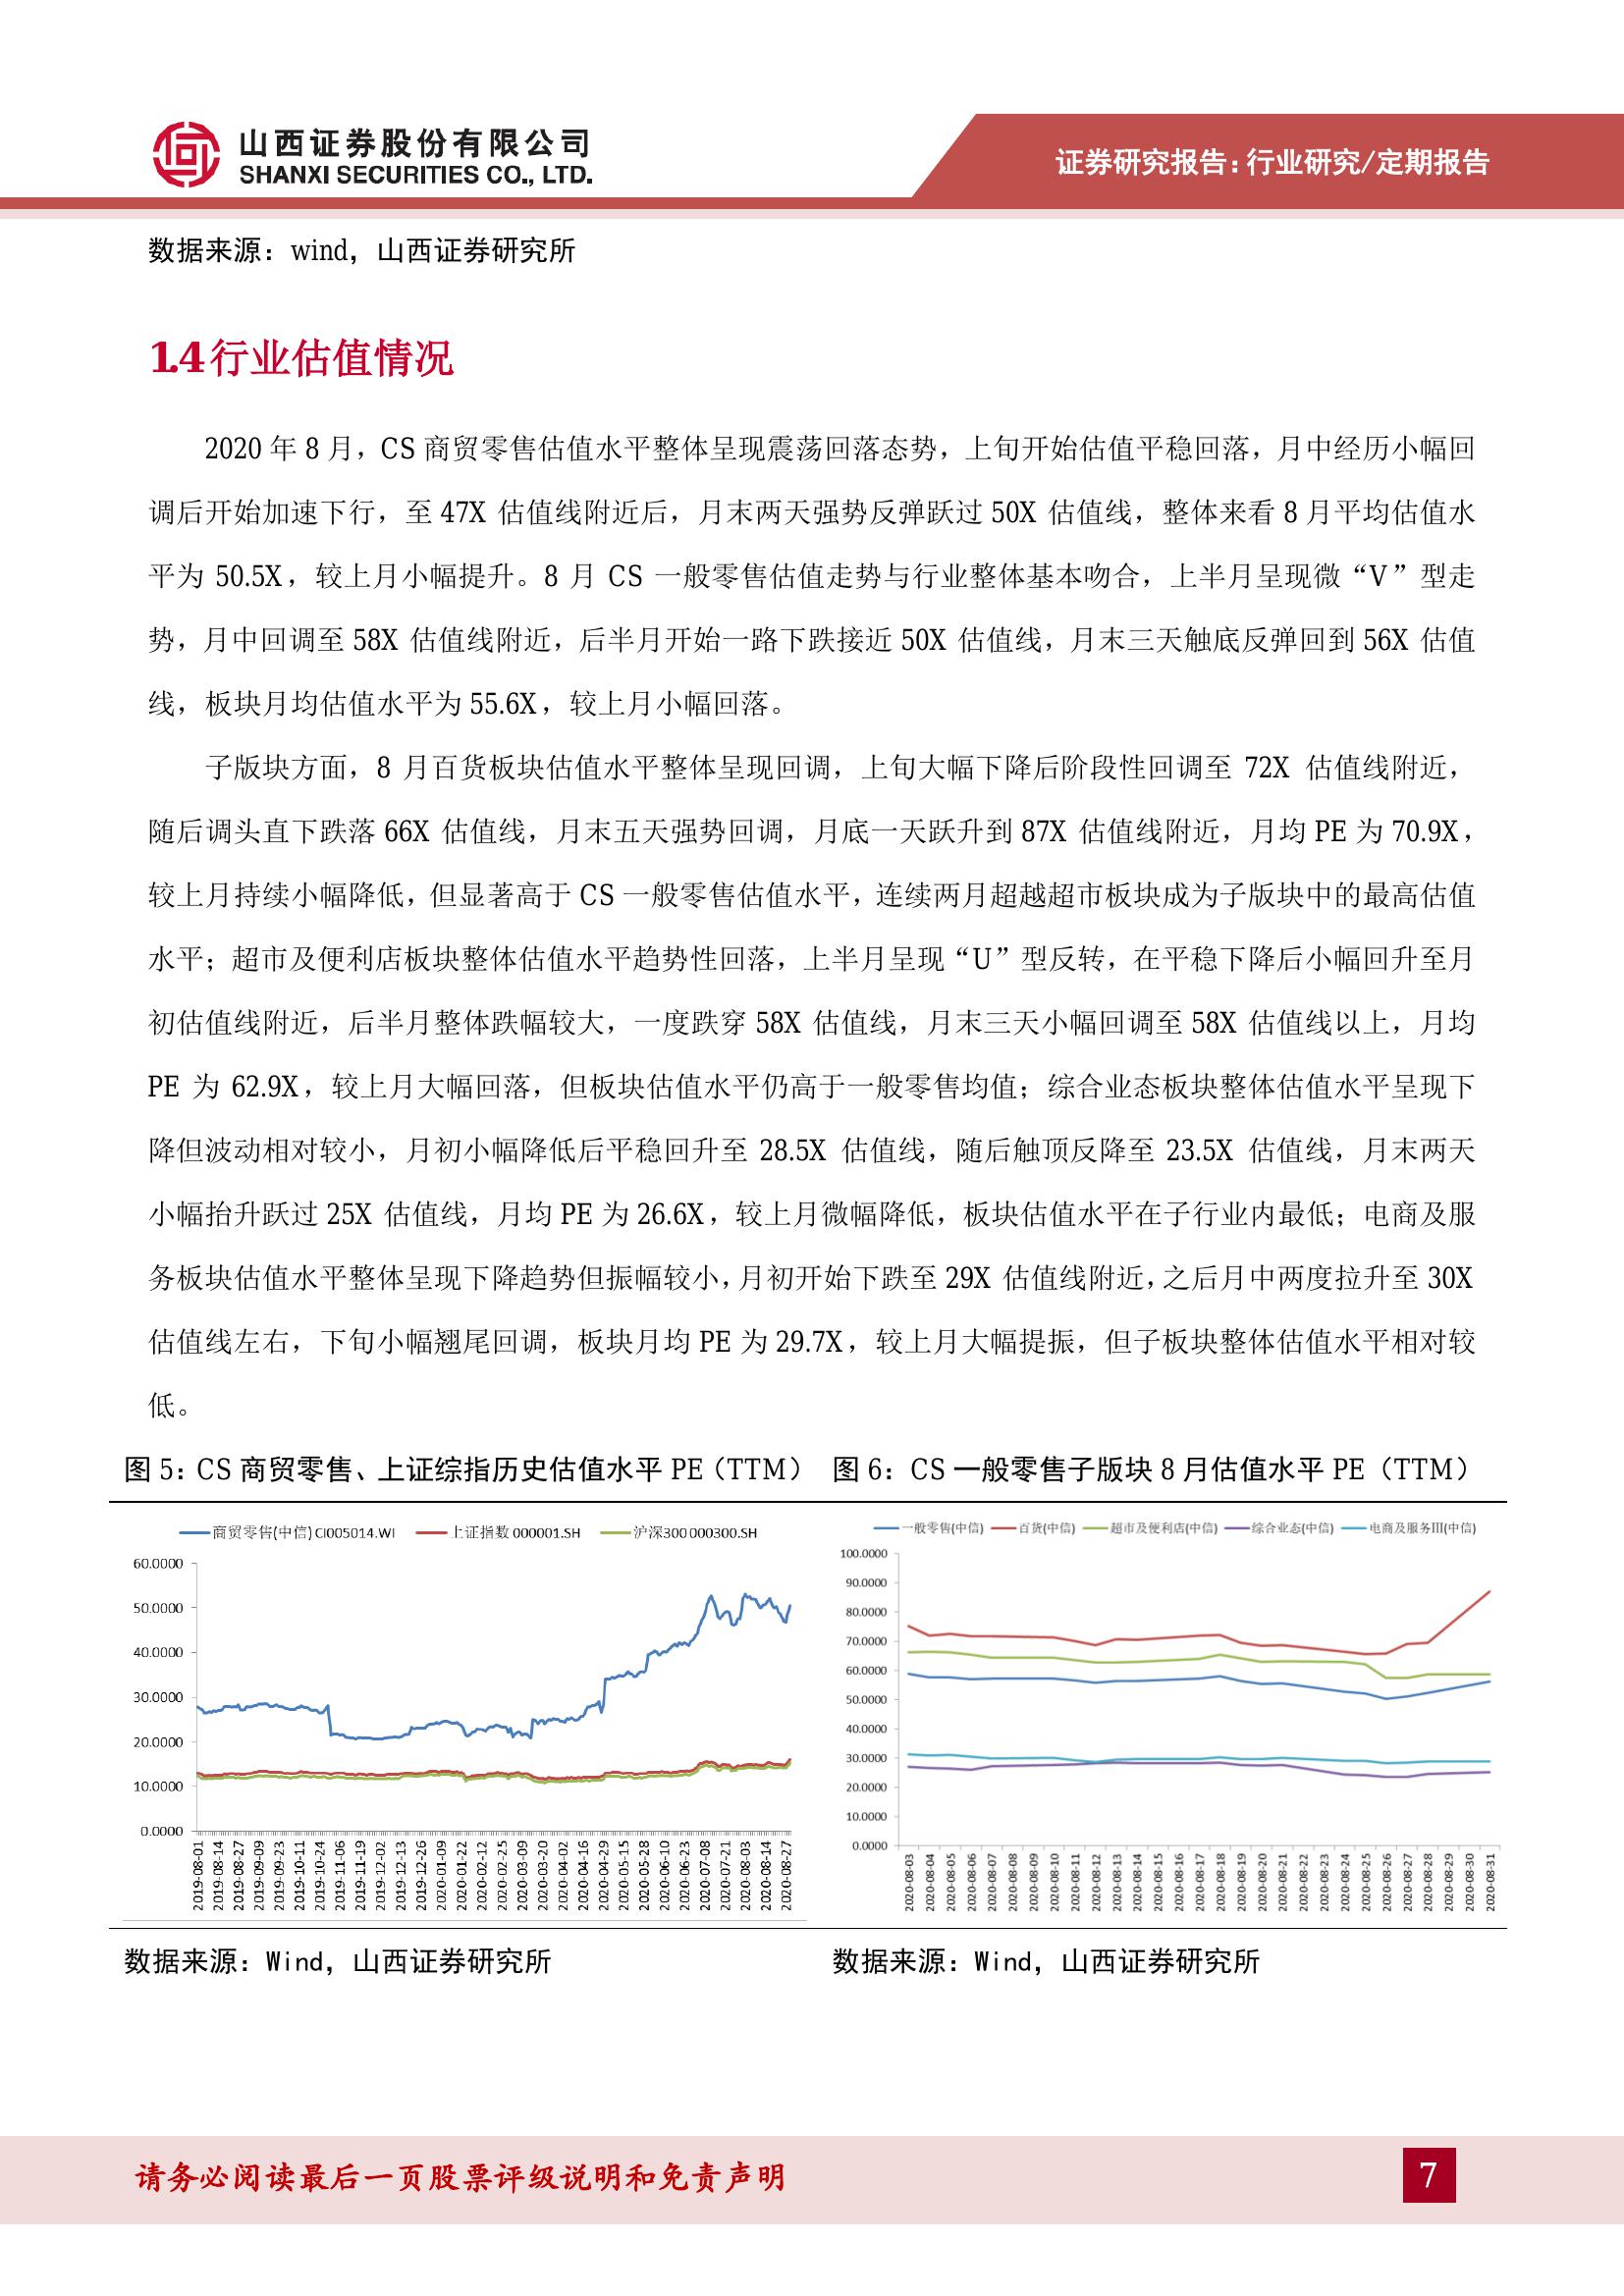 山西证券股份有限公司
SHANXI SECURITIES CO., LTD.
证券研究报告：行业研究/定期报告
数据来源：wind，山西证券研究所
1.4 行业估值情况
2020 年 8 月，CS 商贸零售估值水平整体呈现震荡回落态势，上旬开始估值平稳回落，月中经历小幅回
调后开始加速下行，至 47X 估值线附近后，月末两天强势反弹跃过 50X 估值线，整体来看 8 月平均估值水
平为 50.5X，较上月小幅提升。8 月 CS 一般零售估值走势与行业整体基本吻合，上半月呈现微“V”型走
势，月中回调至 58X 估值线附近，后半月开始一路下跌接近 50X 估值线，月末三天触底反弹回到 56X 估值
线，板块月均估值水平为 55.6X，较上月小幅回落。
子版块方面，8 月百货板块估值水平整体呈现回调，上旬大幅下降后阶段性回调至 72X 估值线附近，
随后调头直下跌落 66X 估值线，月末五天强势回调，月底一天跃升到 87X 估值线附近，月均 PE 为 70.9X，
较上月持续小幅降低，但显著高于 CS 一般零售估值水平，连续两月超越超市板块成为子版块中的最高估值
水平；超市及便利店板块整体估值水平趋势性回落，上半月呈现“U”型反转，在平稳下降后小幅回升至月
初估值线附近，后半月整体跌幅较大，一度跌穿 58X 估值线，月末三天小幅回调至 58X 估值线以上，月均
PE 为 62.9X，较上月大幅回落，但板块估值水平仍高于一般零售均值；综合业态板块整体估值水平呈现下
降但波动相对较小，月初小幅降低后平稳回升至 28.5X 估值线，随后触顶反降至 23.5X 估值线，月末两天
小幅抬升跃过 25X 估值线，月均 PE 为 26.6X，较上月微幅降低，板块估值水平在子行业内最低；电商及服
务板块估值水平整体呈现下降趋势但振幅较小，月初开始下跌至 29X 估值线附近，之后月中两度拉升至 30X
估值线左右，下旬小幅翘尾回调，板块月均 PE 为 29.7X，较上月大幅提振，但子板块整体估值水平相对较
低。
图 5：CS 商贸零售、上证综指历史估值水平 PE（TTM）
商贸零售(中信) CI005014.WI 上证指数 000001.SH 沪深300 000300.SH
60.0000
50.0000
40.0000
30.0000
20.0000
10.0000
0.0000
2019-08-01
2019-08-14
2019-08-27
2019-09-09
2019-09-23
2019-10-11
2019-10-24
2019-11-06
2019-11-19
2019-12-02
2019-12-13
2019-12-26
2020-01-09
2020-01-22
2020-02-12
2020-02-25
2020-03-09
2020-03-20
2020-04-02
2020-04-16
2020-04-29
2020-05-15
2020-05-28
2020-06-10
2020-06-23
2020-07-08
2020-07-21
2020-08-03
2020-08-14
2020-08-27
数据来源：Wind，山西证券研究所
图 6：CS 一般零售子版块 8 月估值水平 PE（TTM）
一般零售(中信) 百货(中信) 超市及便利店(中信) 综合业态(中信) 电商及服务Ⅲ(中信)
100.0000
90.0000
80.0000
70.0000
60.0000
50.0000
40.0000
30.0000
20.0000
10.0000
0.0000
2020-08-03
2020-08-04
2020-08-05
2020-08-06
2020-08-07
2020-08-08
2020-08-09
2020-08-10
2020-08-11
2020-08-12
2020-08-13
2020-08-14
2020-08-15
2020-08-16
2020-08-17
2020-08-18
2020-08-19
2020-08-20
2020-08-21
2020-08-22
2020-08-23
2020-08-24
2020-08-25
2020-08-26
2020-08-27
2020-08-28
2020-08-29
2020-08-30
2020-08-31
数据来源：Wind，山西证券研究所
请务必阅读最后一页股票评级说明和免责声明
7